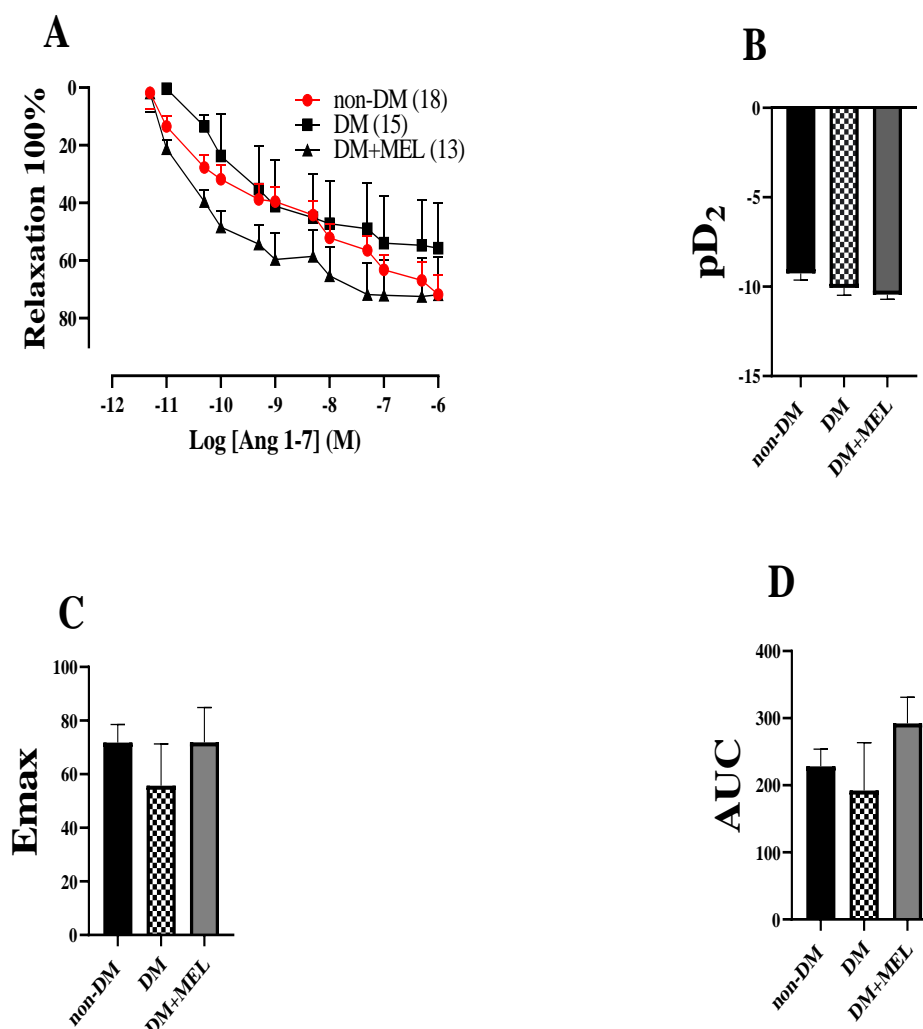 A
Relaxation 100%
0
20
40
60
80
non-DM (18)
DM (15)
DM+MEL (13)
-12 -11 -10 -9 -8 -7 -6
Log [Ang 1-7] (M)
B
pD₂
0
-5
-10
-15
non-DM DM DM+MEL
C
Emax
100
80
60
40
20
0
non-DM DM DM+MEL
D
AUC
400
300
200
100
0
non-DM DM DM+MEL